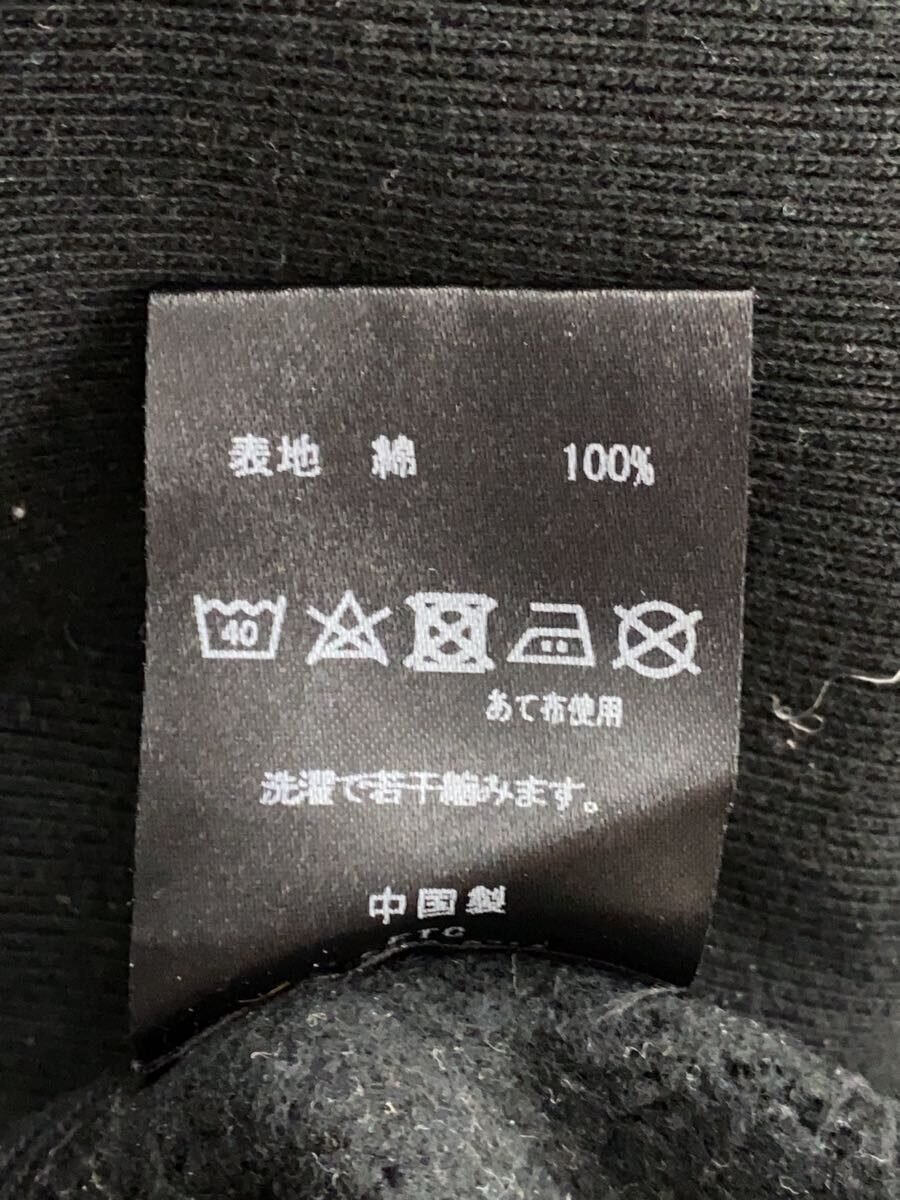 表地 綿 100%
40
あて布使用
洗濯で若干縮みます。
中国製